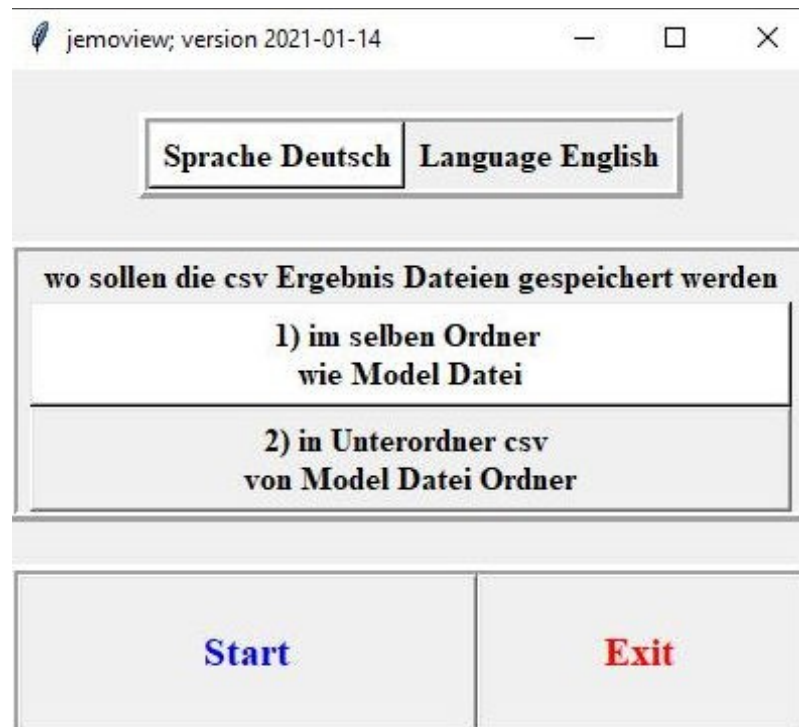 jemoview; version 2021-01-14
Sprache Deutsch Language English
wo sollen die csv Ergebnis Dateien gespeichert werden
1) im selben Ordner
wie Model Datei
2) in Unterordner csv
von Model Datei Ordner
Start Exit